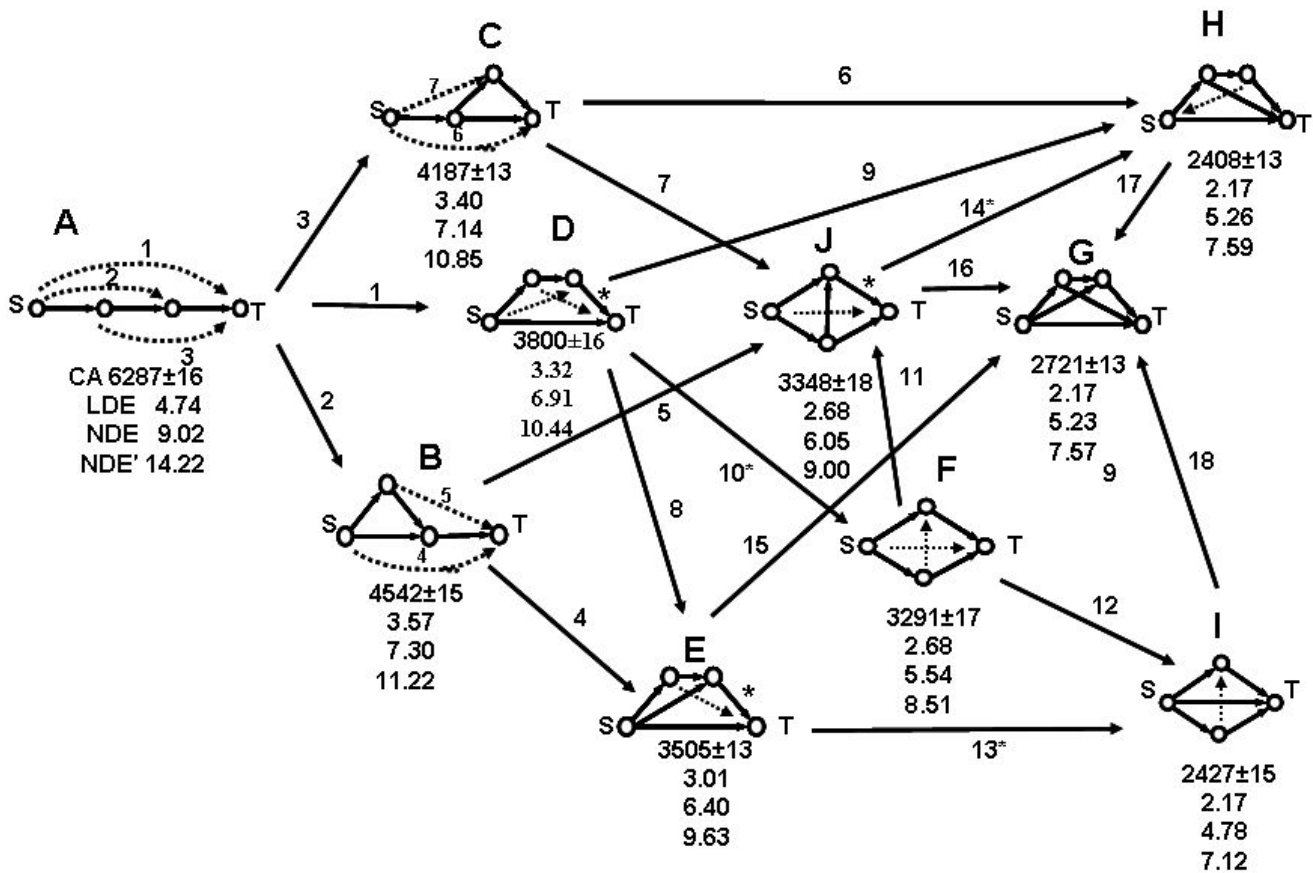 C
H
7
S
6
T
6
S
T
4187±13
3.40
7.14
10.85
2408±13
2.17
5.26
7.59
3
7
9
14*
17
A
1
2
S
T
3
CA 6287±16
LDE 4.74
NDE 9.02
NDE' 14.22
1
D
*
S
T
3800±16
3.32
6.91
10.44
J
*
S
T
3348±18
2.68
6.05
9.00
16
G
S
T
2721±13
2.17
5.23
7.57
9
2
5
11
B
5
S
T
4
4542±15
3.57
7.30
11.22
10*
8
15
18
F
S
T
3291±17
2.68
5.54
8.51
4
12
E
*
S
T
3505±13
3.01
6.40
9.63
13*
I
S
T
2427±15
2.17
4.78
7.12